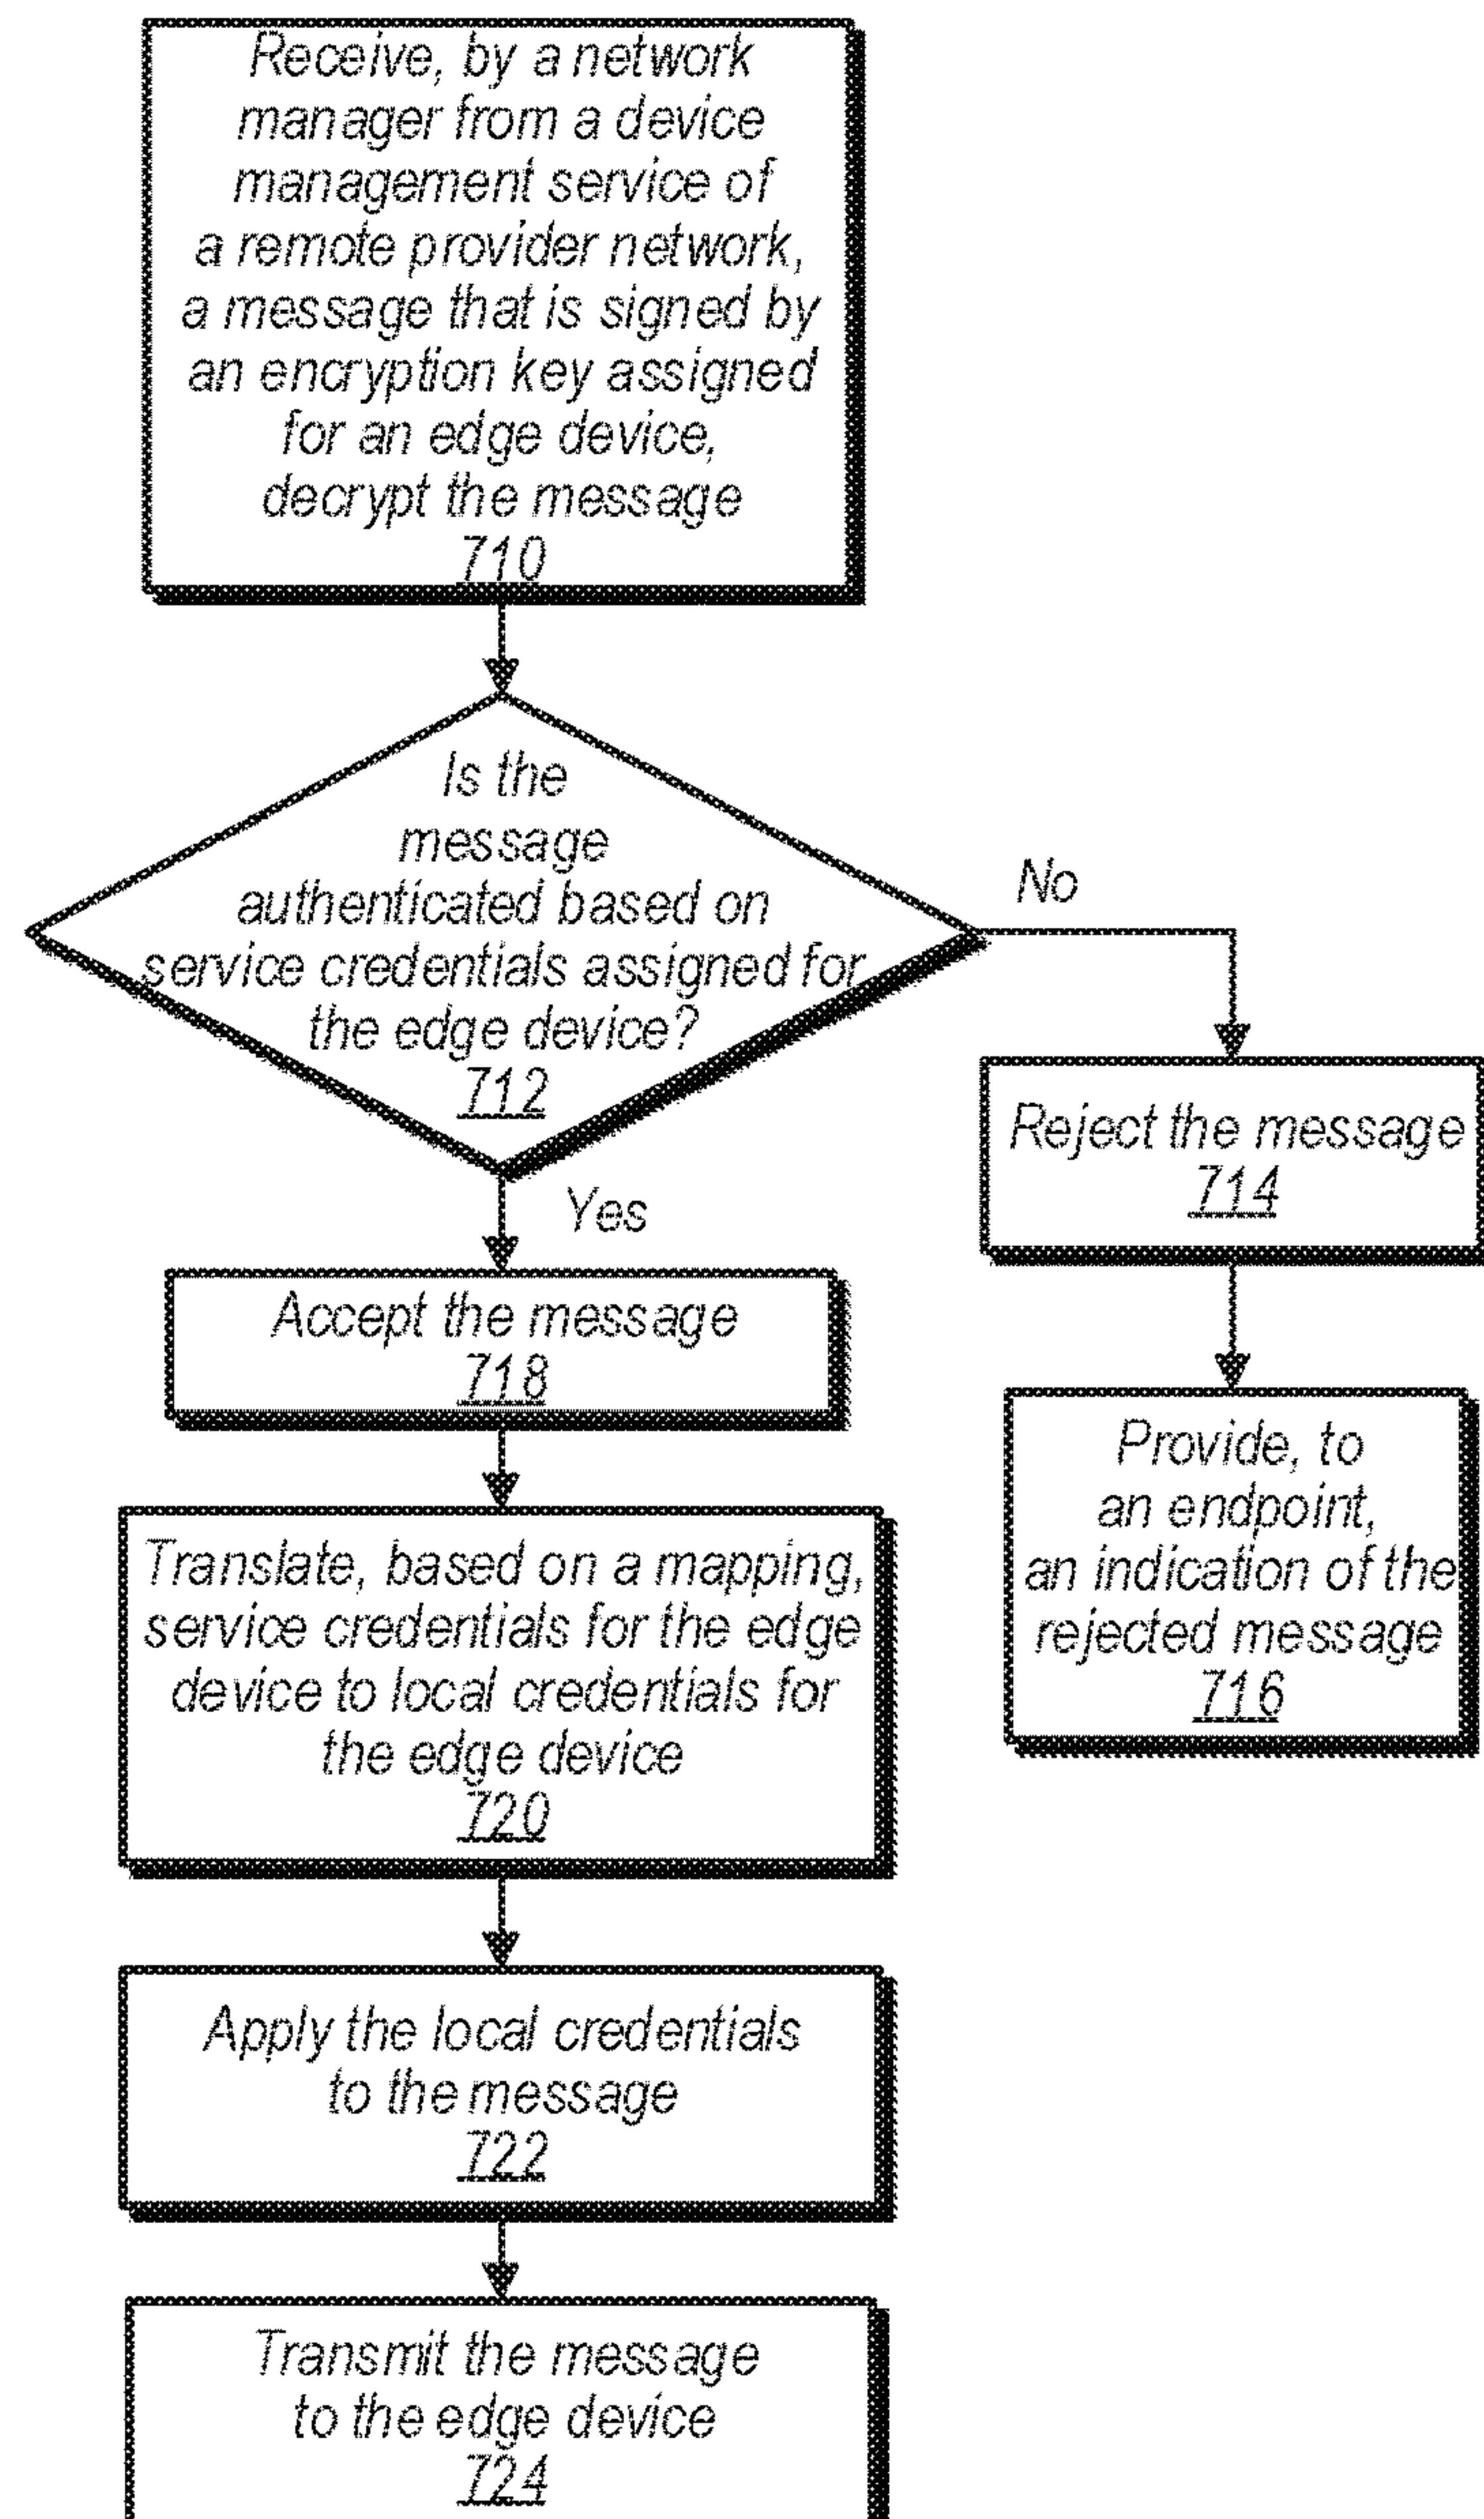 Receive, by a network
manager from a device
management service of
a remote provider network,
a message that is signed by
an encryption key assigned
for an edge device,
decrypt the message
710
Is the
message
authenticated based on
service credentials assigned for
the edge device?
712
No
Reject the message
714
Provide, to
an endpoint,
an indication of the
rejected message
716
Yes
Accept the message
718
Translate, based on a mapping,
service credentials for the edge
device to local credentials for
the edge device
720
Apply the local credentials
to the message
722
Transmit the message
to the edge device
724